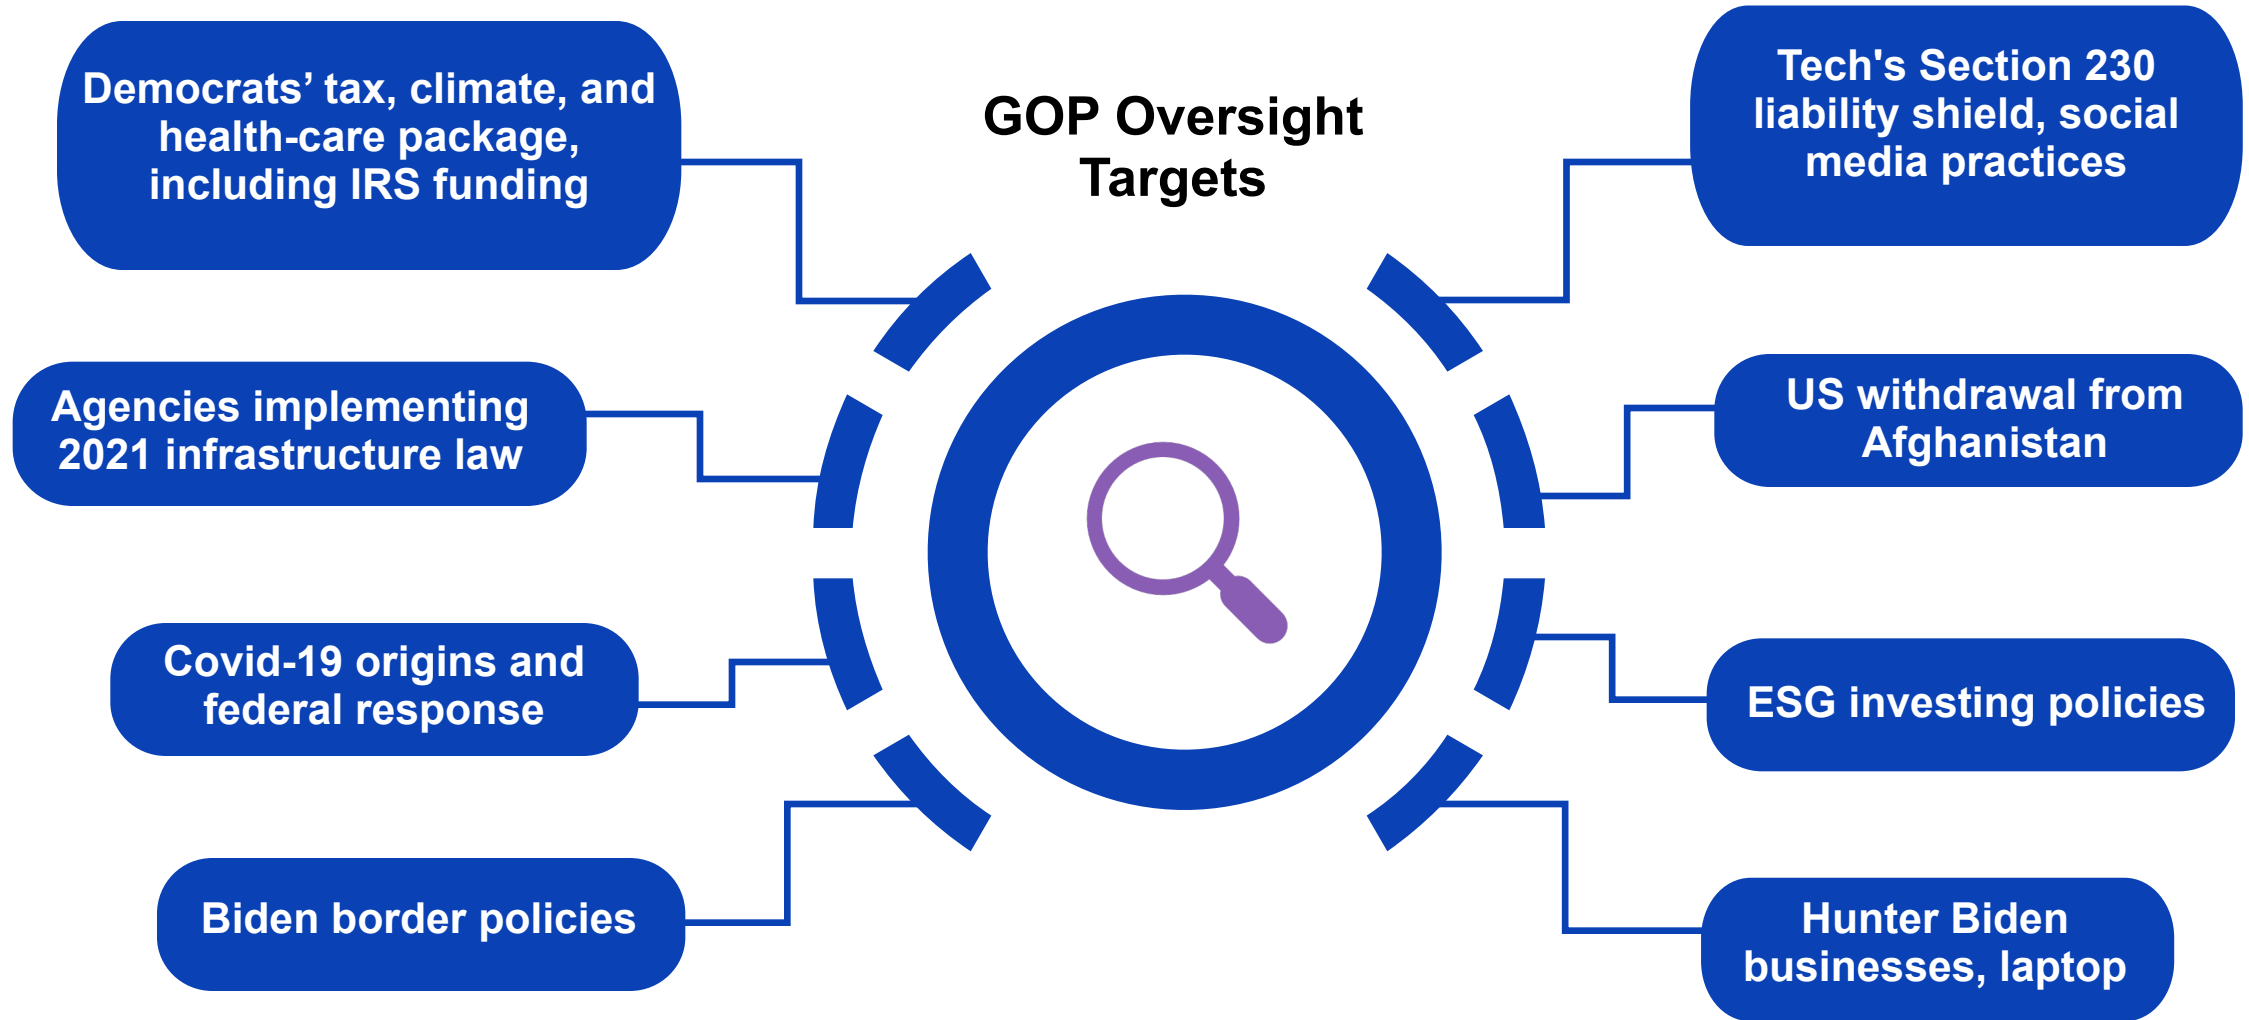 GOP Oversight
Targets
Democrats’ tax, climate, and
health-care package,
including IRS funding
Agencies implementing
2021 infrastructure law
Covid-19 origins and
federal response
Biden border policies
Tech's Section 230
liability shield, social
media practices
US withdrawal from
Afghanistan
ESG investing policies
Hunter Biden
businesses, laptop